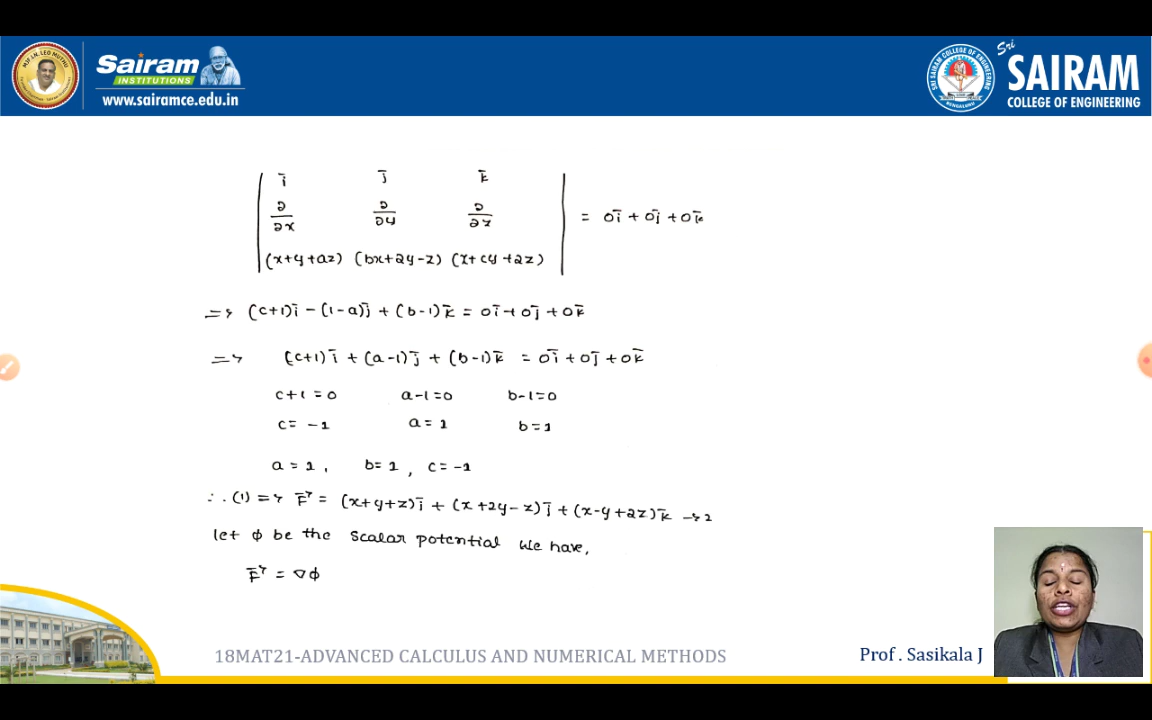 Sairam
INSTITUTIONS
www.sairamce.edu.in
Sri
SAIRAM
COLLEGE OF ENGINEERING
i̅ j̅ k̅
∂/∂x ∂/∂y ∂/∂z = 0i̅ + 0j̅ + 0k̅
(x+y+az) (bx+2y-z) (x+cy+2z)
=> (c+1)i̅ - (1-a)j̅ + (b-1)k̅ = 0i̅ + 0j̅ + 0k̅
=> (c+1)i̅ + (a-1)j̅ + (b-1)k̅ = 0i̅ + 0j̅ + 0k̅
c+1=0 a-1=0 b-1=0
c=-1 a=1 b=1
a=1, b=1, c=-1
∴ (1) => F⃗ = (x+y+z)i̅ + (x+2y-z)j̅ + (x-y+2z)k̅ → 2
let ϕ be the scalar potential we have,
F⃗ = ∇ϕ
18MAT21-ADVANCED CALCULUS AND NUMERICAL METHODS
Prof . Sasikala J